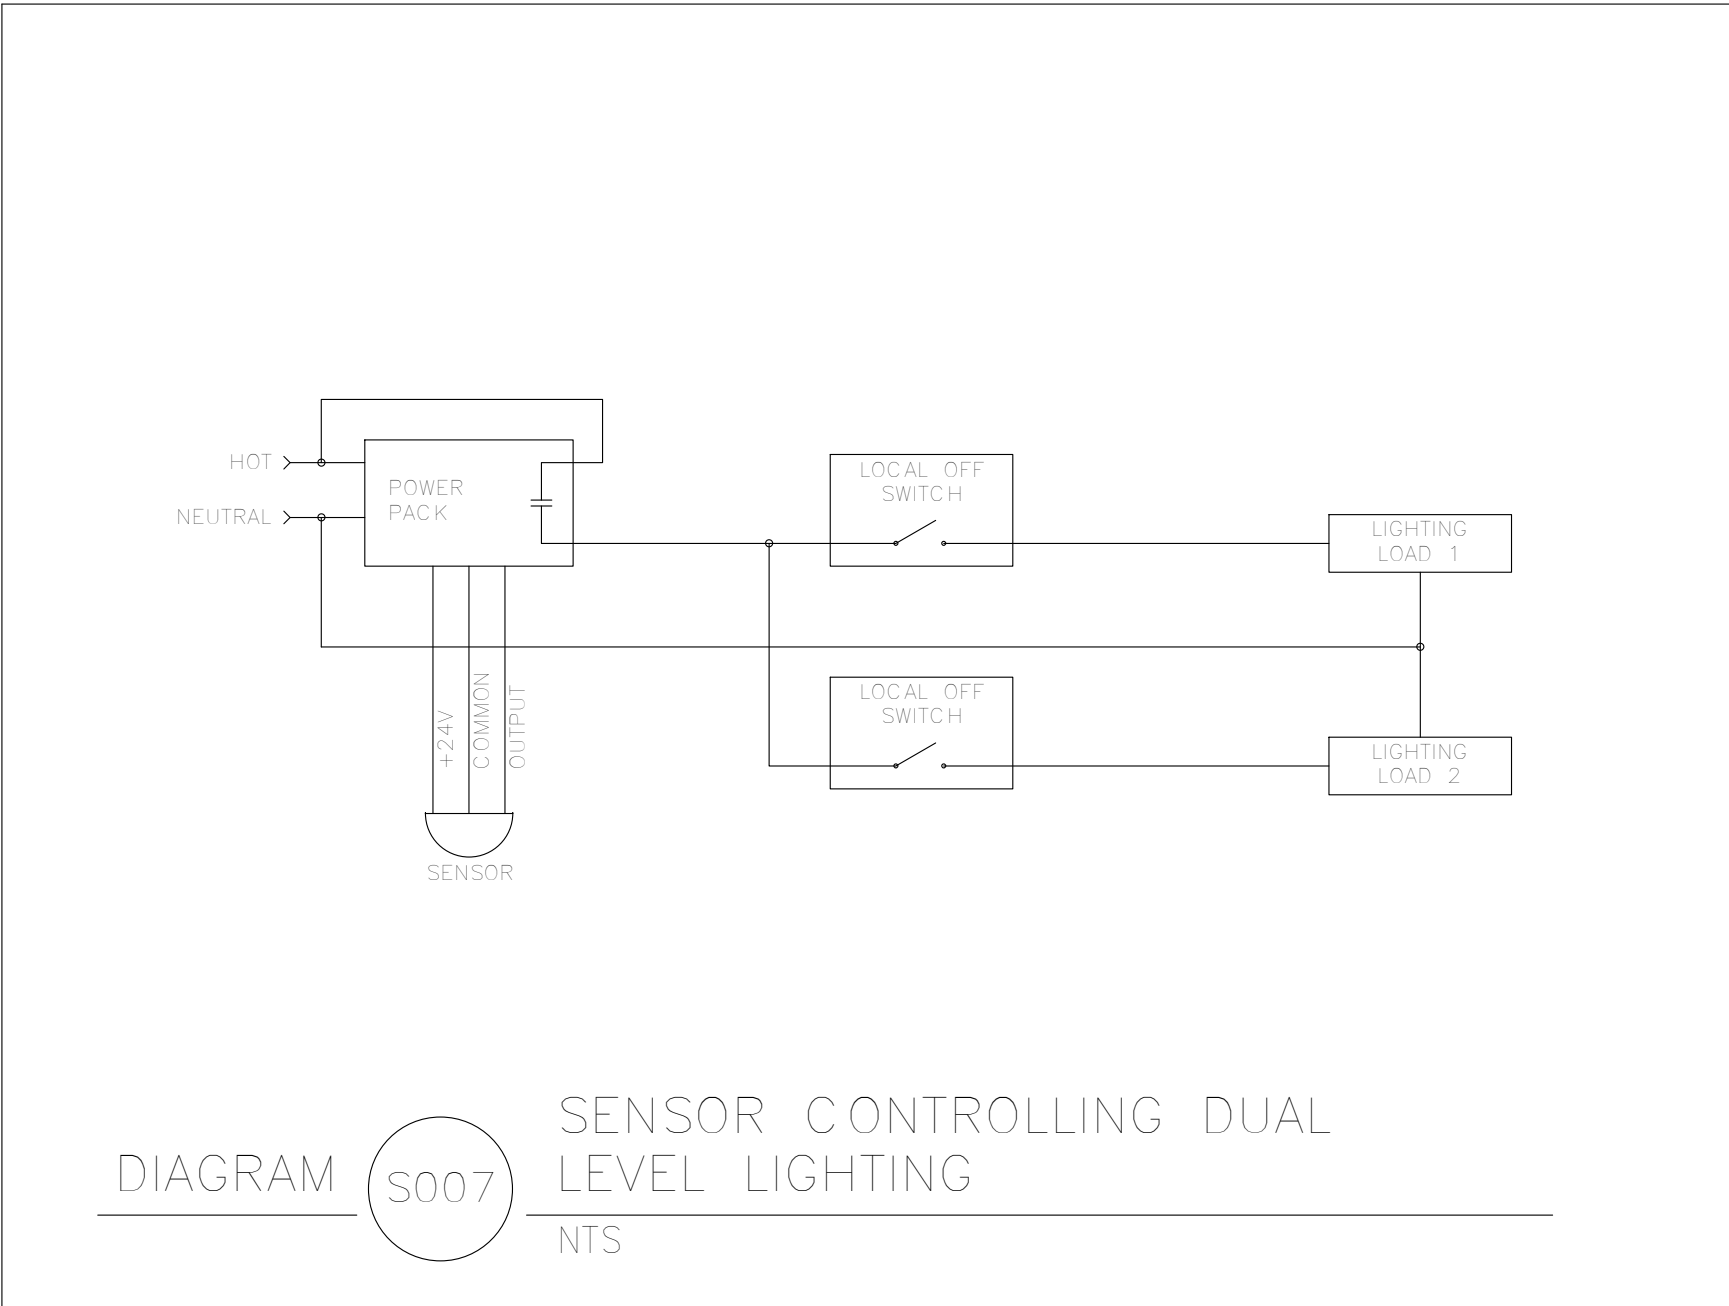 HOT
NEUTRAL
POWER
PACK
LOCAL OFF
SWITCH
LIGHTING
LOAD 1
+24V
COMMON
OUTPUT
LOCAL OFF
SWITCH
LIGHTING
LOAD 2
SENSOR
DIAGRAM
S007
SENSOR CONTROLLING DUAL
LEVEL LIGHTING
NTS